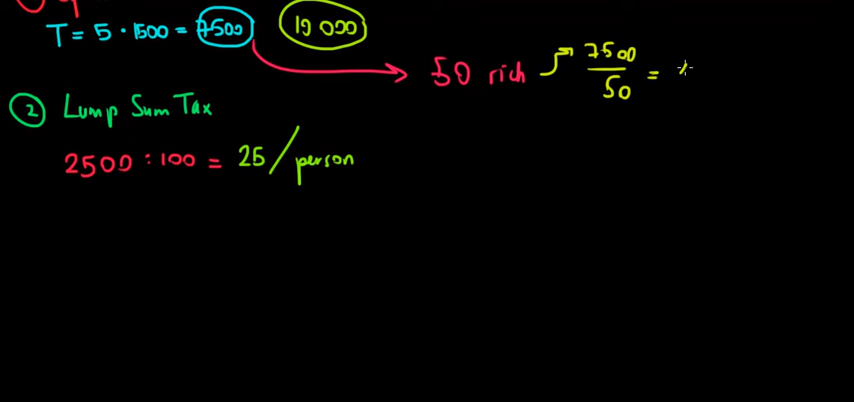 T = 5 · 1500 = 7500 10 000
50 rich 7500/50 =
2 Lump Sum Tax
2500 : 100 = 25 / person